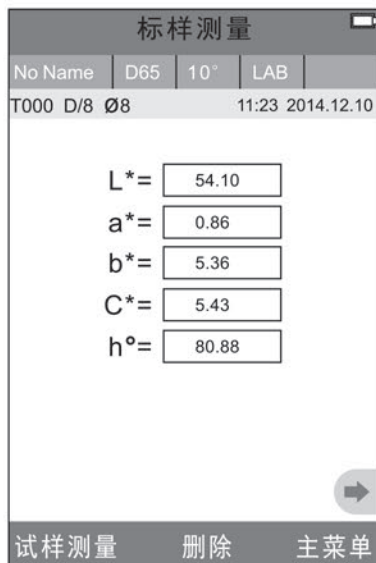 标样测量
No Name D65 10° LAB
T000 D/8 Ø8 11:23 2014.12.10
L*= 54.10
a*= 0.86
b*= 5.36
C*= 5.43
h°= 80.88
试样测量 删除 主菜单